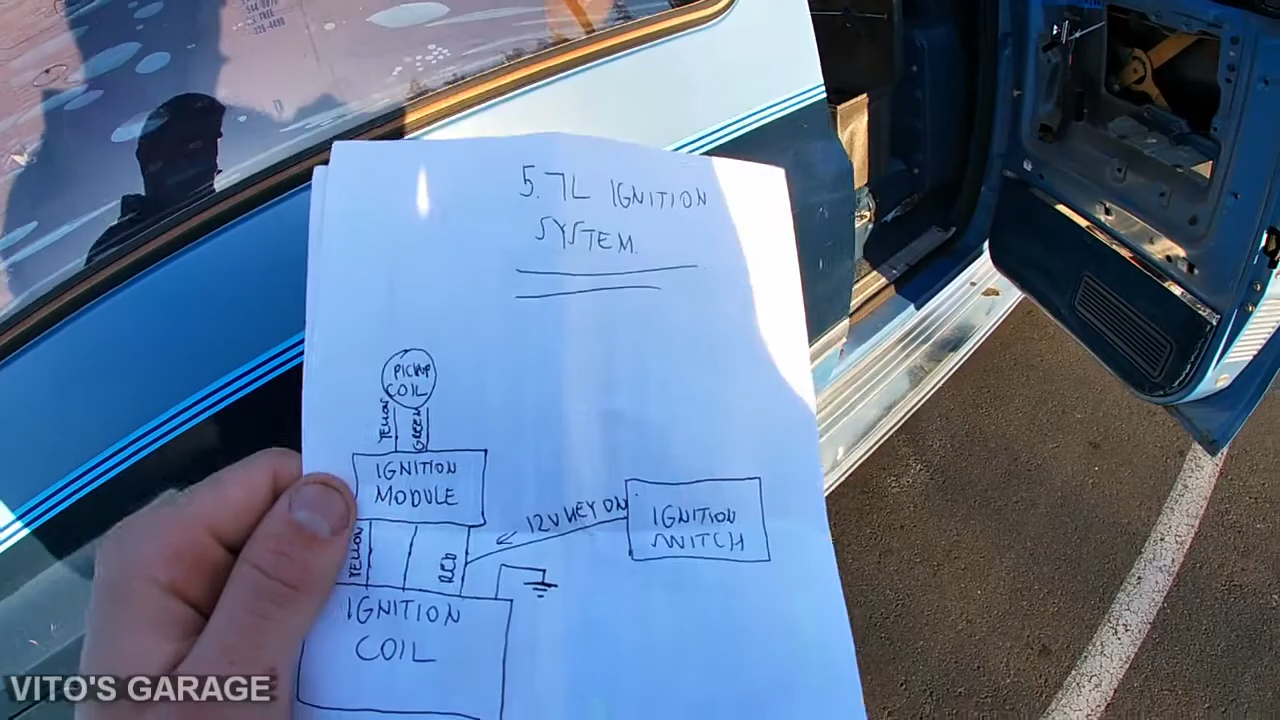 5.7L IGNITION
SYSTEM.
PICKUP
COIL
YELLOW
GREEN
IGNITION
MODULE
YELLOW
RED
12V KEY ON
IGNITION
SWITCH
IGNITION
COIL
VITO'S GARAGE